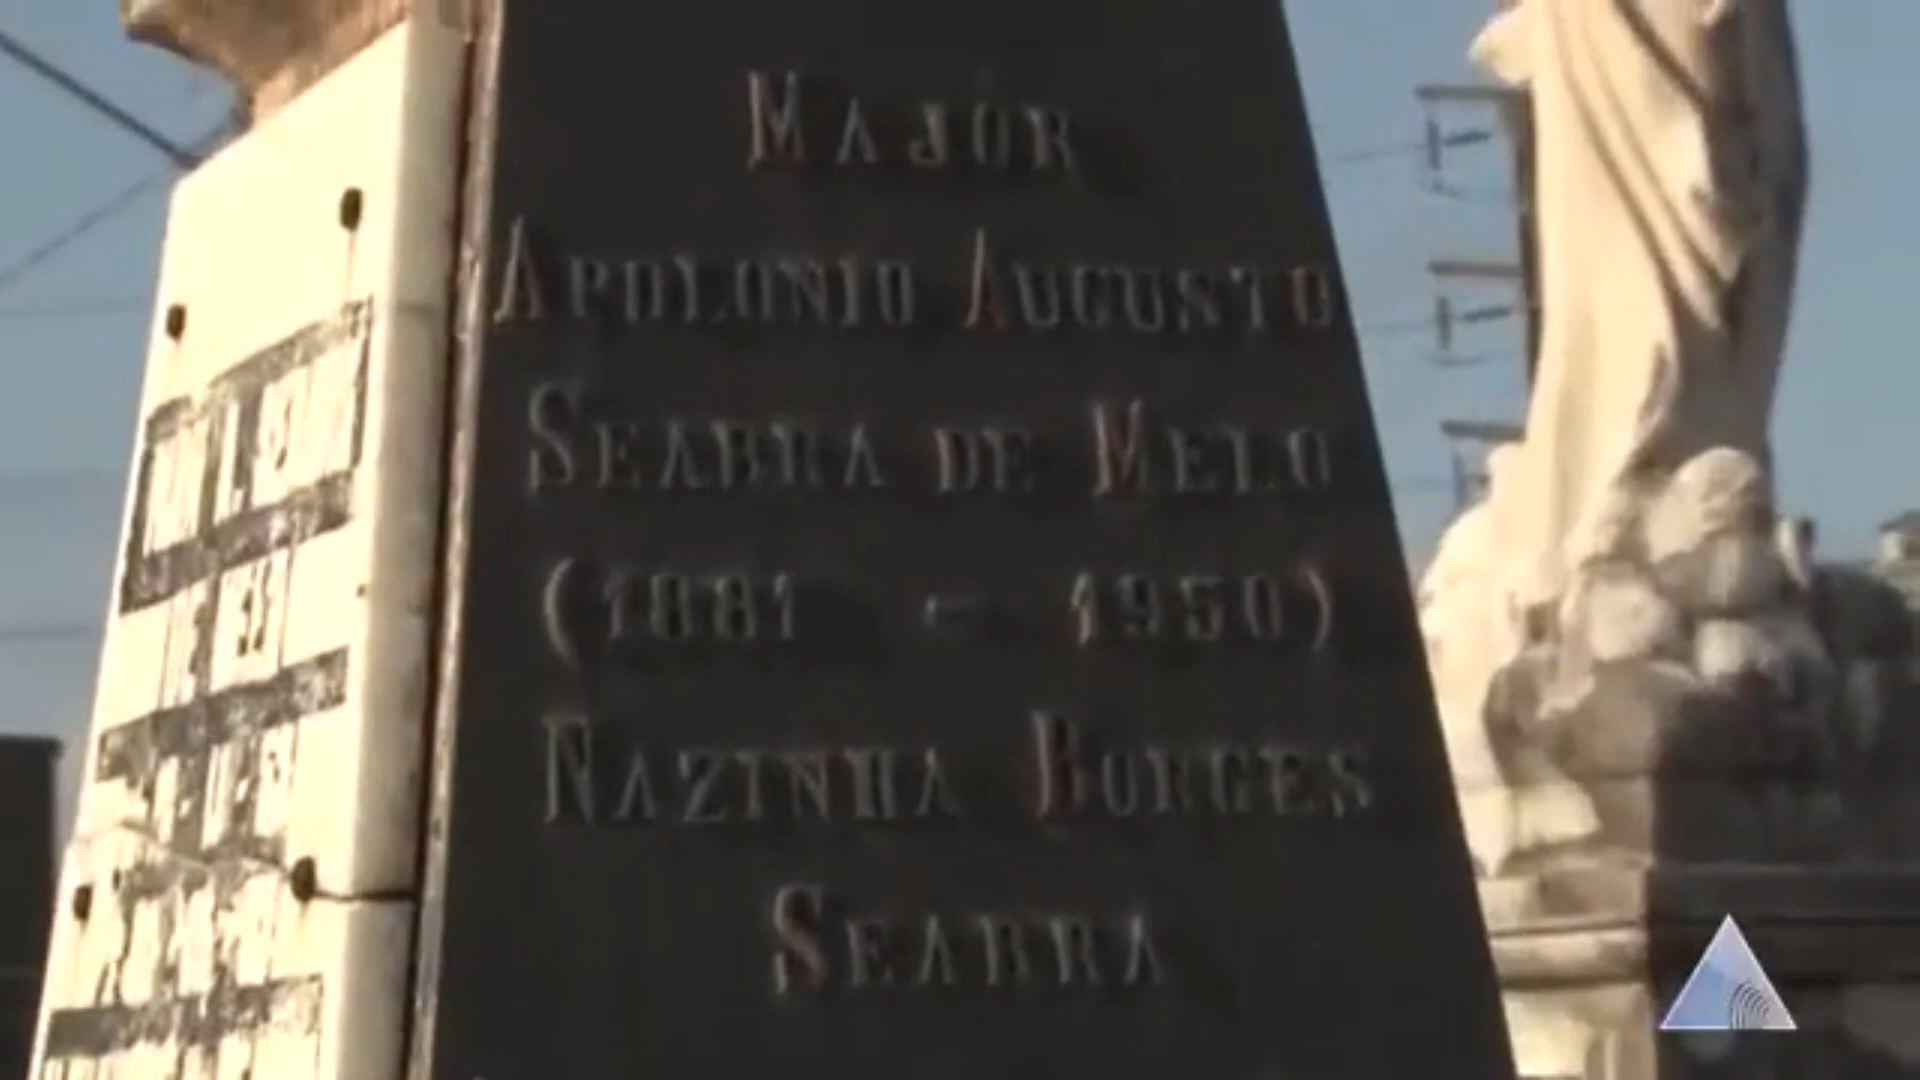 MAJOR
APOLONIO AUGUSTO
SEABRA DE MELO
(1881 - 1950)
NAZINHA BORGES
SEABRA